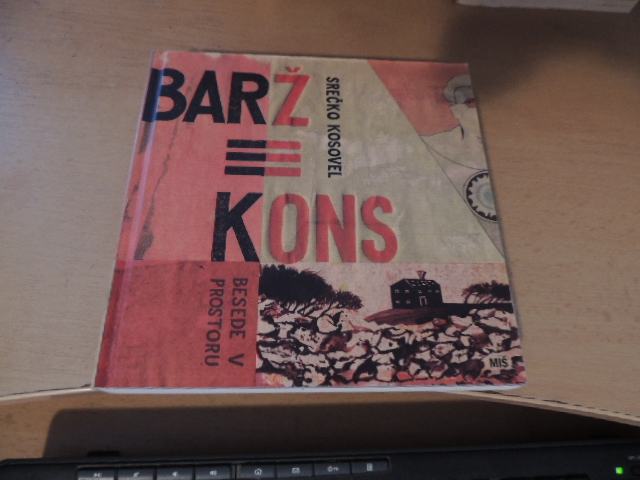 BARŽ
SREČKO KOSOVEL
KONS
BESEDE V
PROSTORU
MIŠ